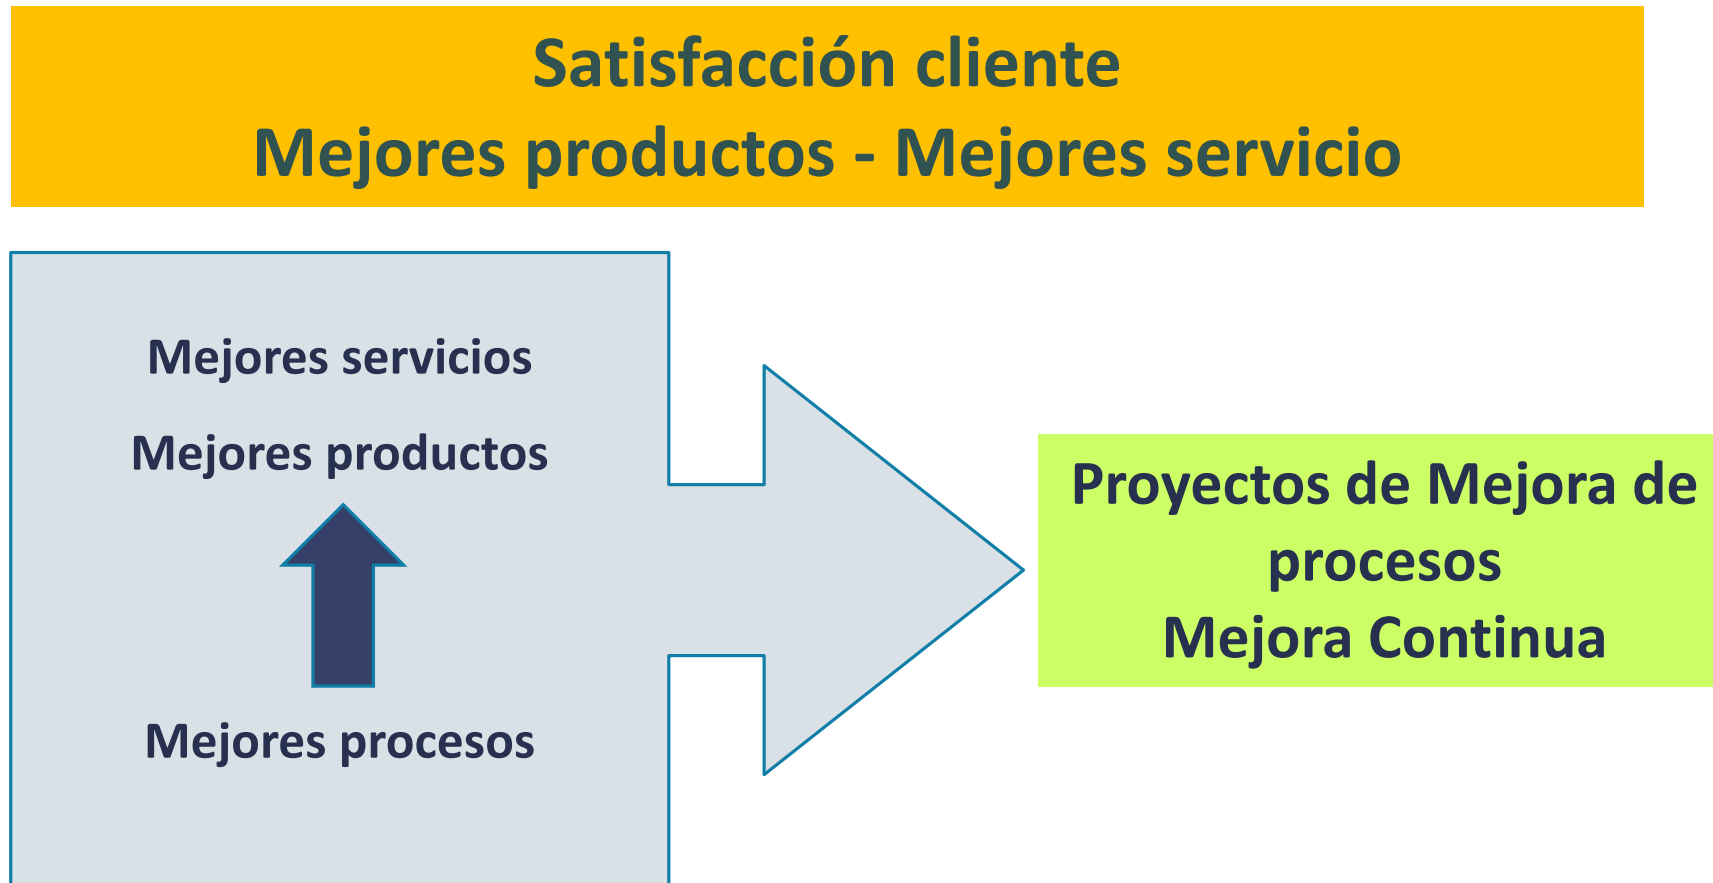 Satisfacción cliente
Mejores productos - Mejores servicio
Mejores servicios
Mejores productos
Mejores procesos
Proyectos de Mejora de
procesos
Mejora Continua